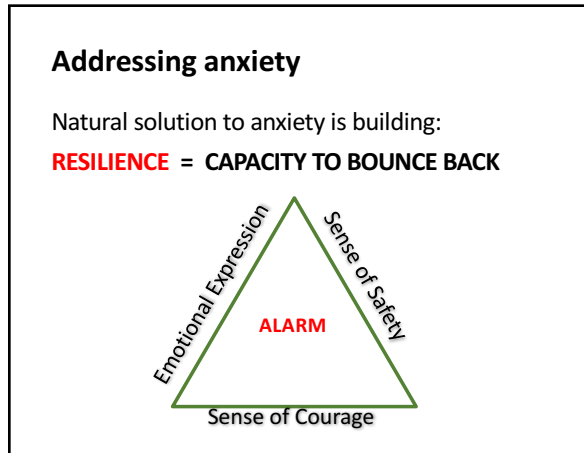 Addressing anxiety
Natural solution to anxiety is building:
RESILIENCE = CAPACITY TO BOUNCE BACK
Emotional Expression
Sense of Safety
ALARM
Sense of Courage